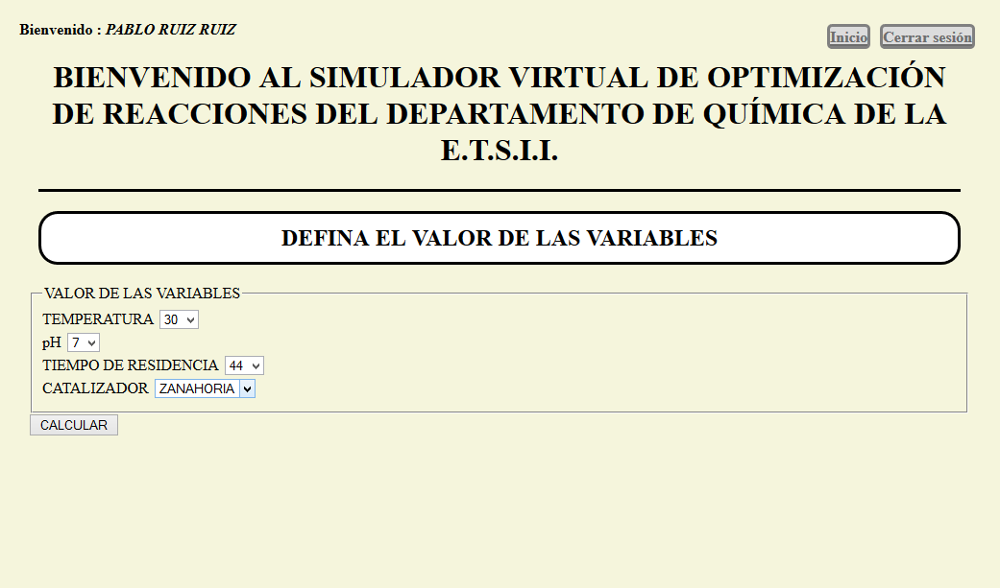 Bienvenido : PABLO RUIZ RUIZ
Inicio Cerrar sesión
BIENVENIDO AL SIMULADOR VIRTUAL DE OPTIMIZACIÓN
DE REACCIONES DEL DEPARTAMENTO DE QUÍMICA DE LA
E.T.S.I.I.
DEFINA EL VALOR DE LAS VARIABLES
VALOR DE LAS VARIABLES
TEMPERATURA 30
pH 7
TIEMPO DE RESIDENCIA 44
CATALIZADOR ZANAHORIA
CALCULAR